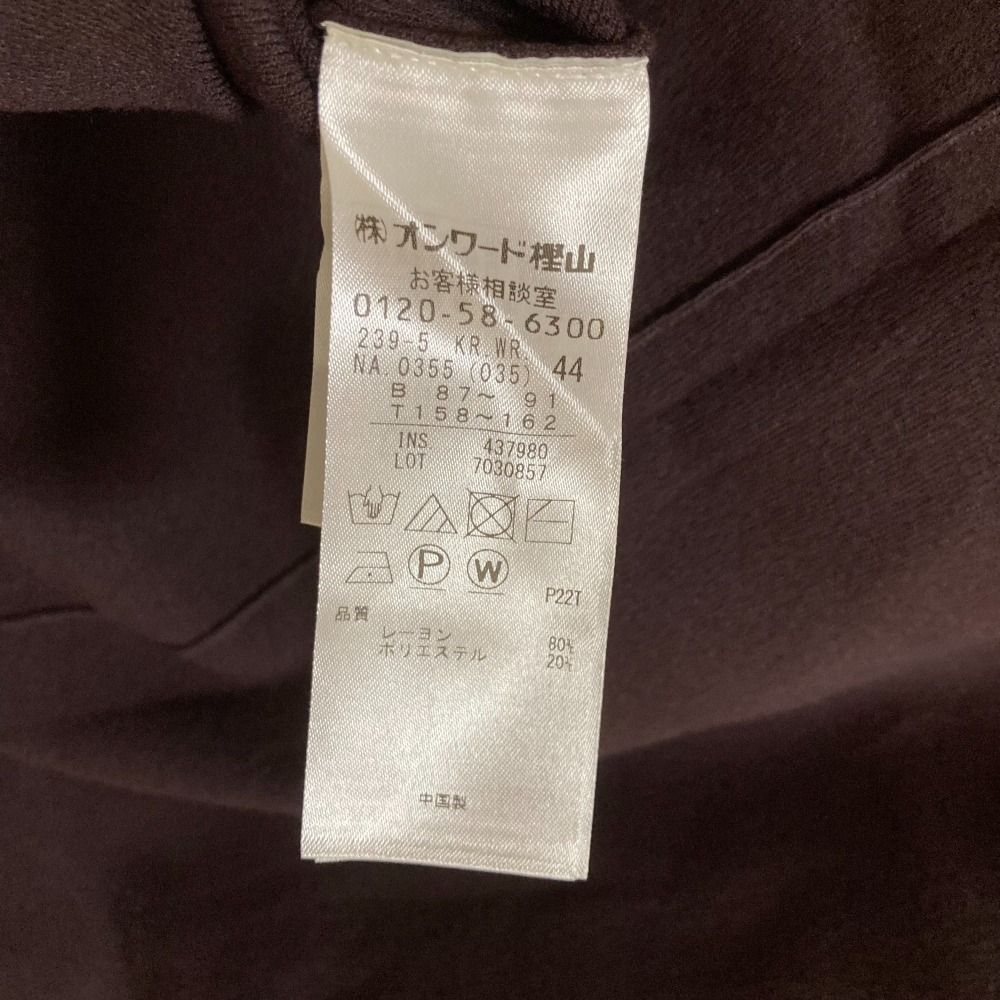 ㈱オンワード樫山
お客様相談室
0120-58-6300
239-5 KR.WR.
NA 0355 (035) 44
B 87〜 91
T158〜162
INS 437980
LOT 7030857
P W
P22T
品質
レーヨン 80%
ポリエステル 20%
中国製